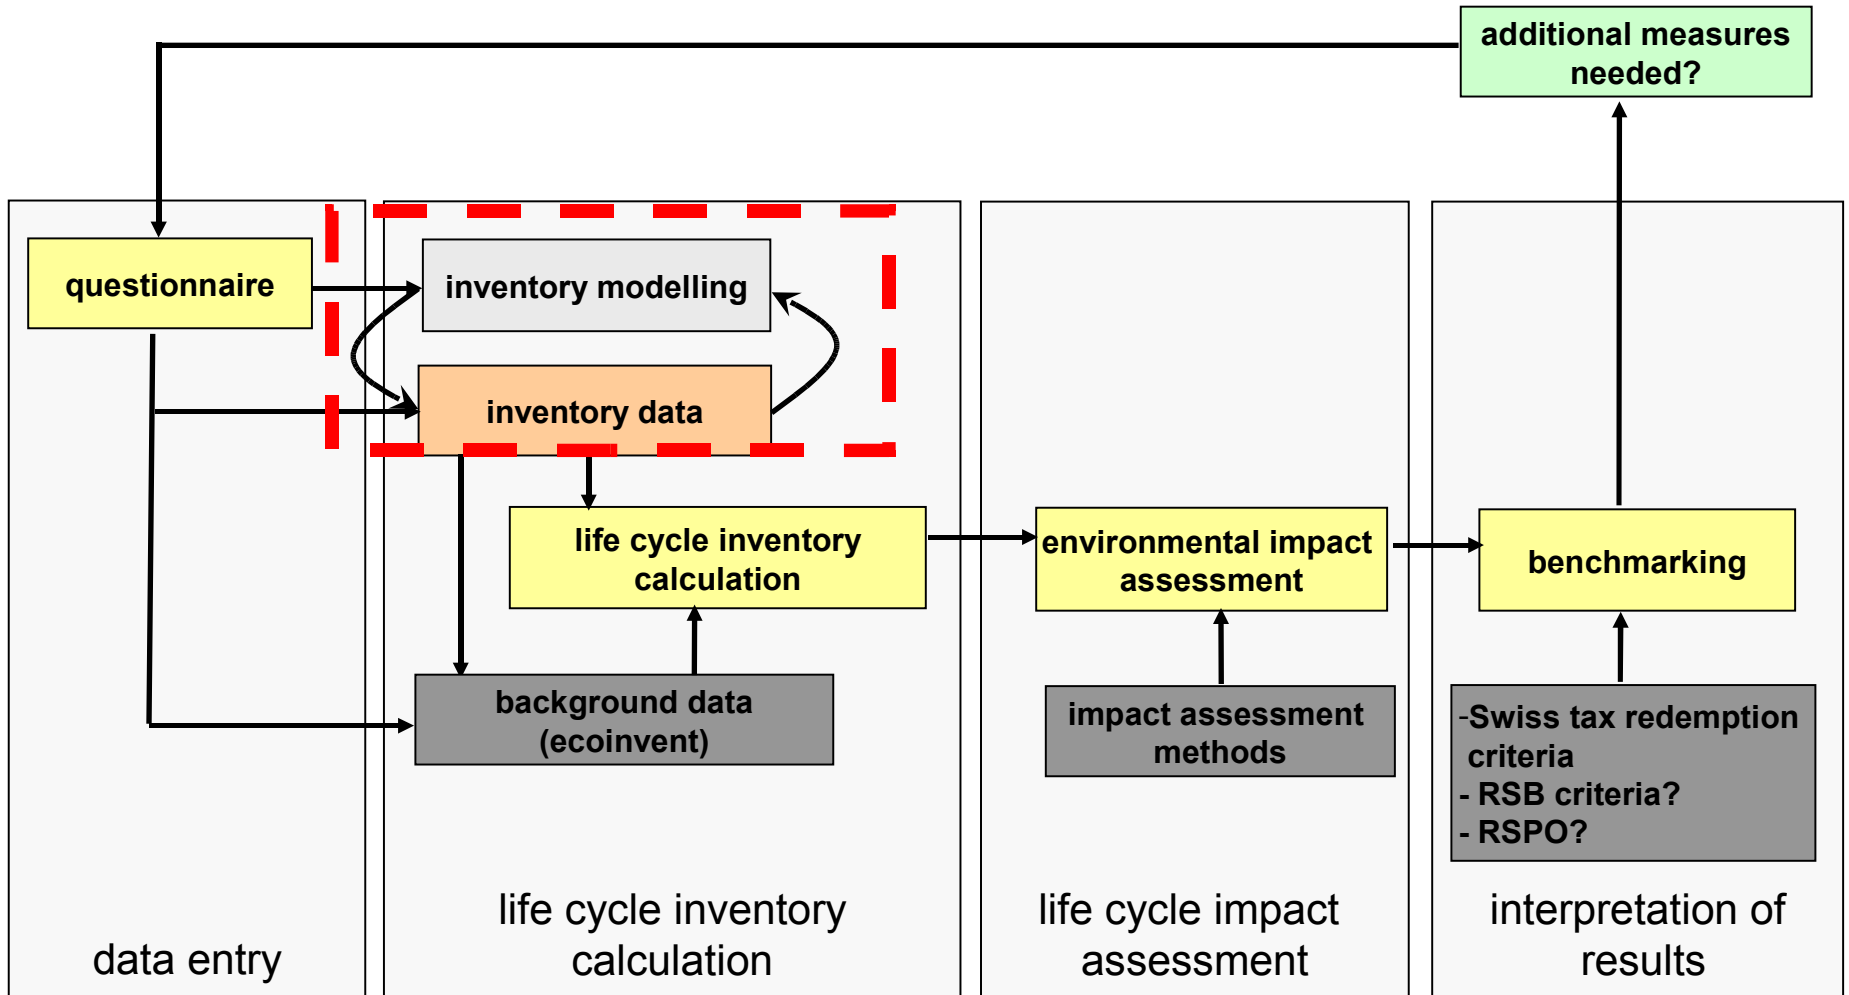 additional measures
needed?
questionnaire
inventory modelling
inventory data
life cycle inventory
calculation
environmental impact
assessment
benchmarking
background data
(ecoinvent)
impact assessment
methods
-Swiss tax redemption
criteria
- RSB criteria?
- RSPO?
data entry
life cycle inventory
calculation
life cycle impact
assessment
interpretation of
results